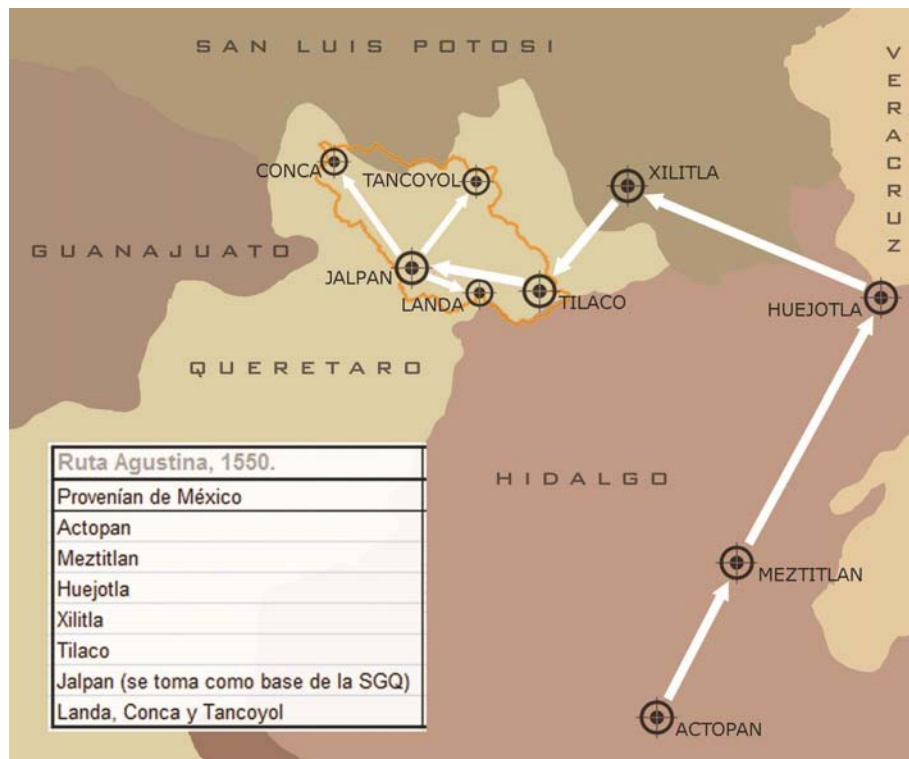 SAN LUIS POTOSI
VERACRUZ
CONCA
TANCOYOL
XILITLA
GUANAJUATO
JALPAN
LANDA
TILACO
HUEJOTLA
QUERETARO
Ruta Agustina, 1550.
Provenían de México
Actopan
Meztitlan
Huejotla
Xilitla
Tilaco
Jalpan (se toma como base de la SGQ)
Landa, Conca y Tancoyol
HIDALGO
MEZTITLAN
ACTOPAN